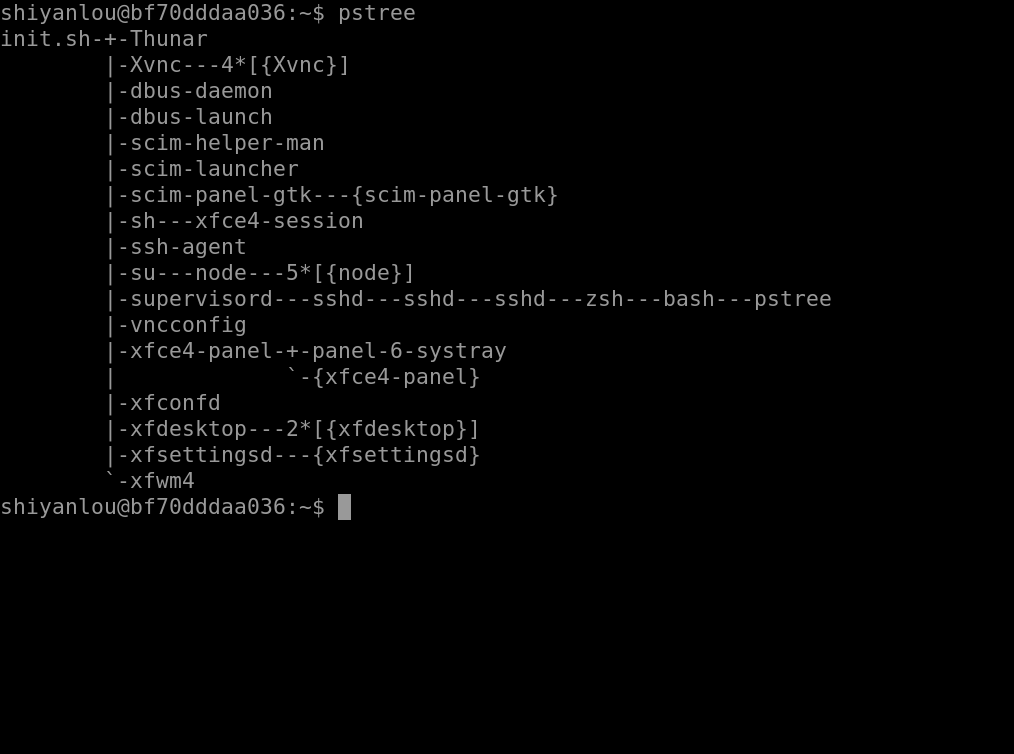 shiyanlou@bf70dddaa036:~$ pstree
init.sh-+-Thunar
        |-Xvnc---4*[{Xvnc}]
        |-dbus-daemon
        |-dbus-launch
        |-scim-helper-man
        |-scim-launcher
        |-scim-panel-gtk---{scim-panel-gtk}
        |-sh---xfce4-session
        |-ssh-agent
        |-su---node---5*[{node}]
        |-supervisord---sshd---sshd---sshd---zsh---bash---pstree
        |-vncconfig
        |-xfce4-panel-+-panel-6-systray
        |             `-{xfce4-panel}
        |-xfconfd
        |-xfdesktop---2*[{xfdesktop}]
        |-xfsettingsd---{xfsettingsd}
        `-xfwm4
shiyanlou@bf70dddaa036:~$